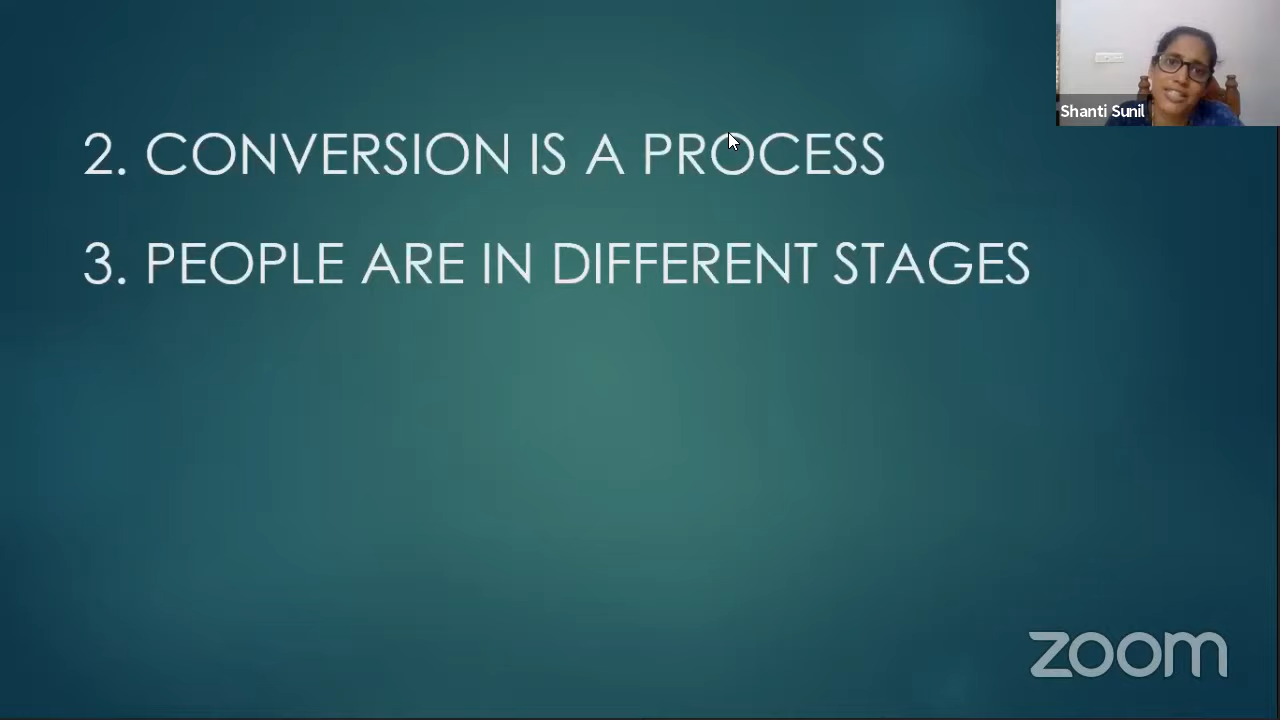 Shanti Sunil
2. CONVERSION IS A PROCESS
3. PEOPLE ARE IN DIFFERENT STAGES
zoom